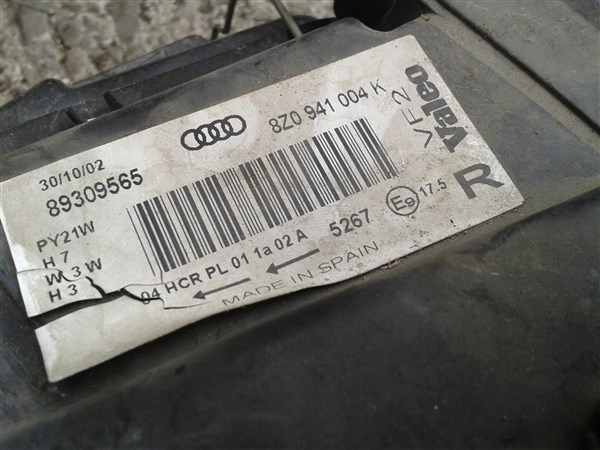 30/10/02
8Z0 941 004 K
89309565
Valeo
VF2
PY21W
H 7
W 3 W
H 3
5267
E9 17.5
R
04 HCR PL 01 1a 02 A
MADE IN SPAIN